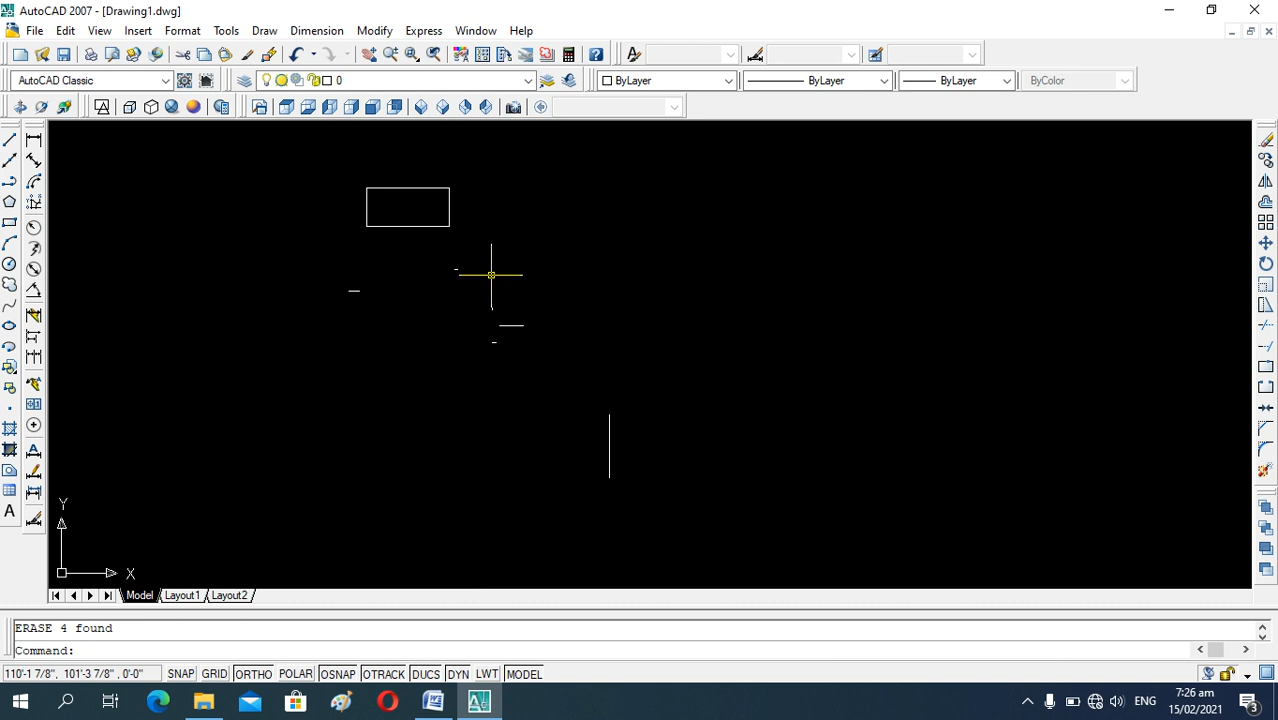 AutoCAD 2007 - [Drawing1.dwg]
File Edit View Insert Format Tools Draw Dimension Modify Express Window Help
AutoCAD Classic 0 ByLayer ByLayer ByLayer ByColor
A
A
Y
X
Model Layout1 Layout2
ERASE 4 found
Command:
110'-1 7/8", 101'-3 7/8", 0'-0" SNAP GRID ORTHO POLAR OSNAP OTRACK DUCS DYN LWT MODEL
ENG
7:26 am
15/02/2021
3